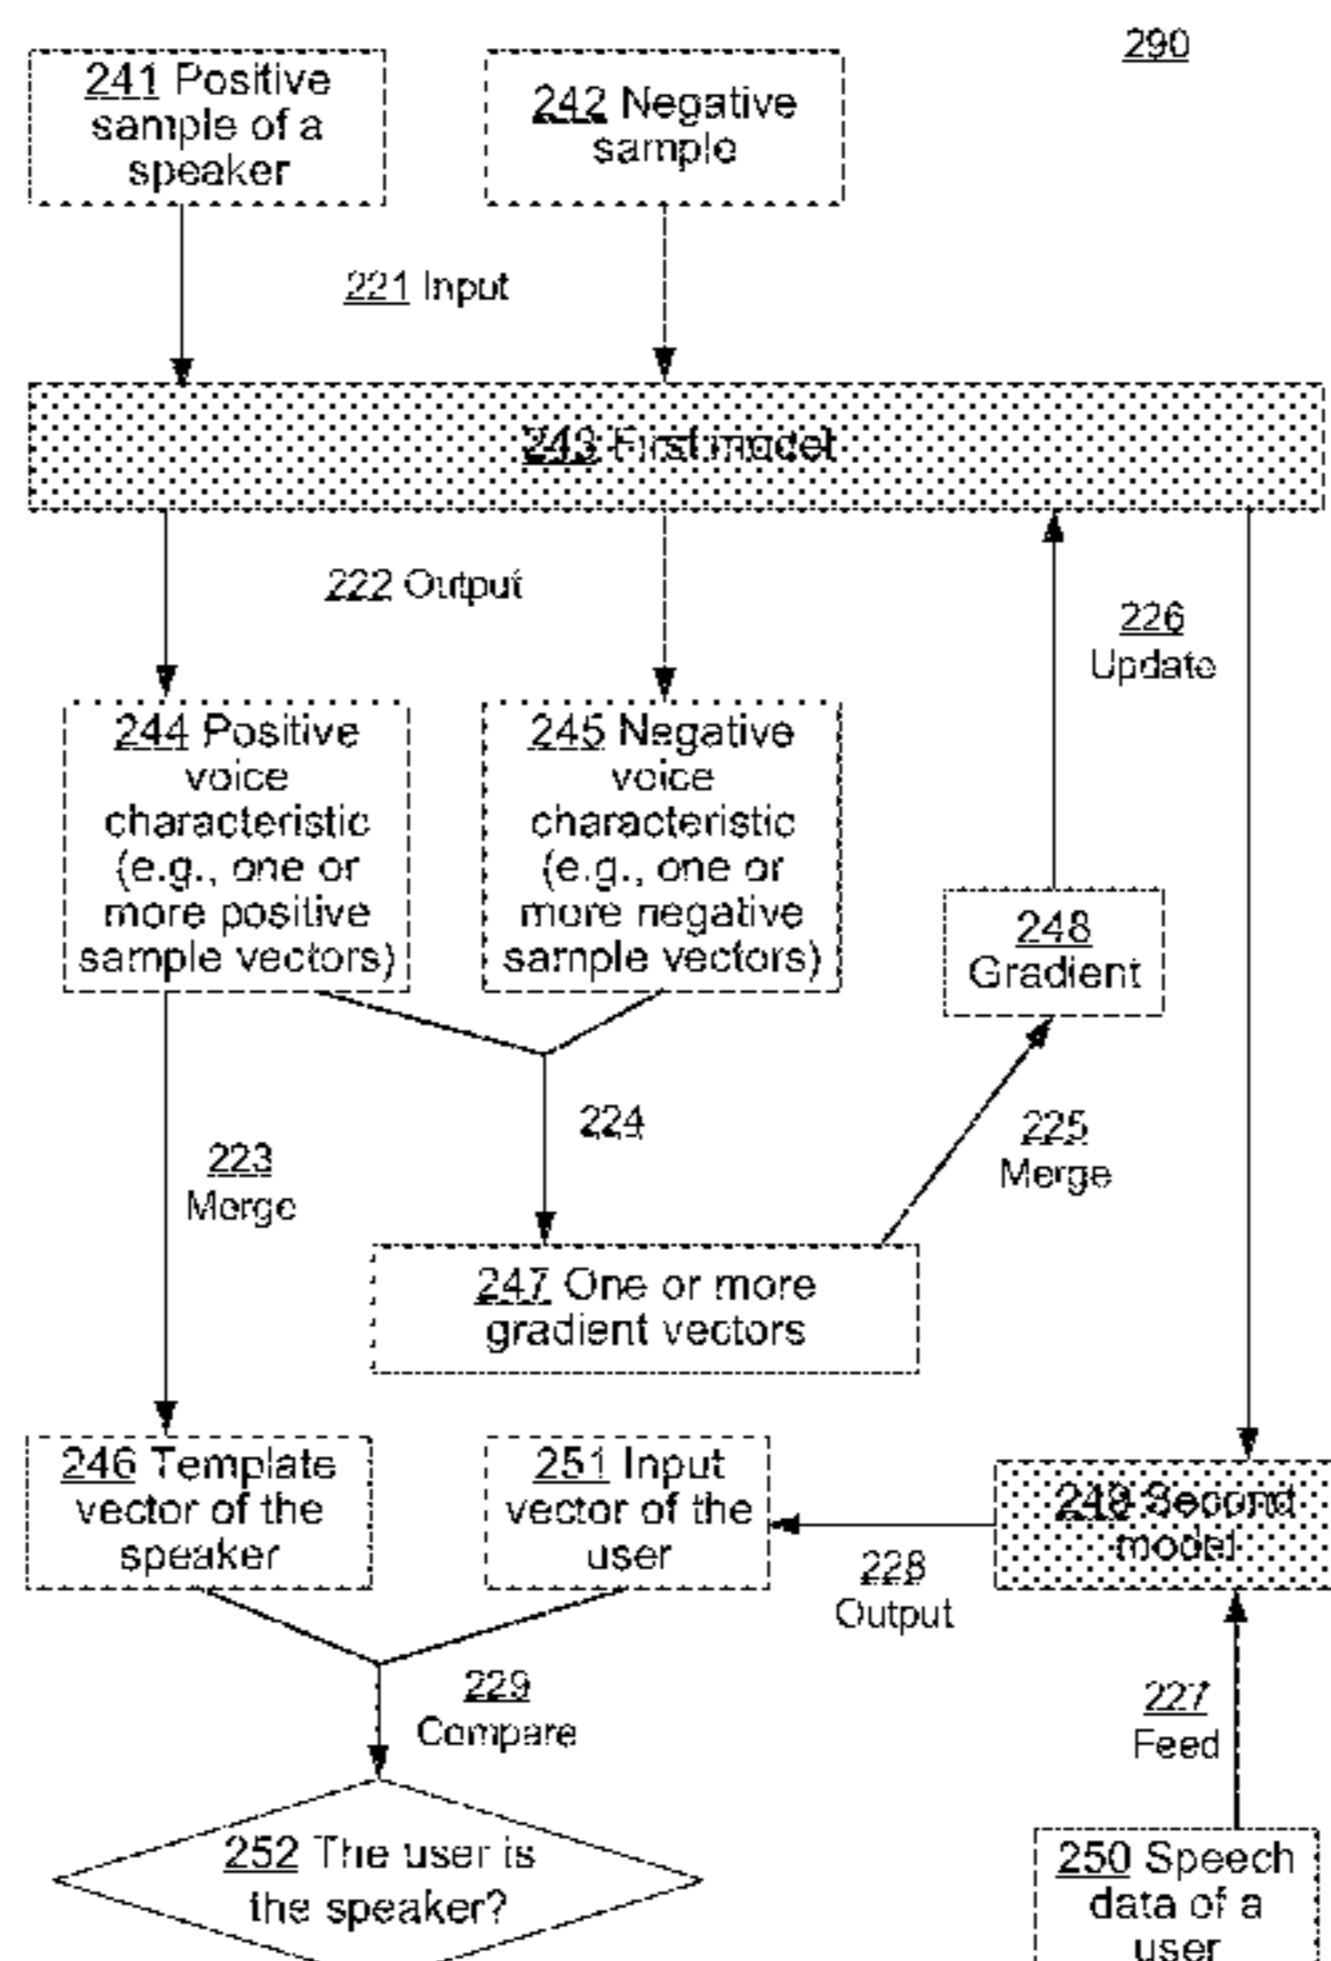 290
241 Positive
sample of a
speaker
242 Negative
sample
221 Input
243 First model
222 Output
226
Update
244 Positive
voice
characteristic
(e.g., one or
more positive
sample vectors)
245 Negative
voice
characteristic
(e.g., one or
more negative
sample vectors)
248
Gradient
224
225
Merge
223
Merge
247 One or more
gradient vectors
246 Template
vector of the
speaker
251 Input
vector of the
user
249 Second
model
228
Output
229
Compare
227
Feed
252 The user is
the speaker?
250 Speech
data of a
user